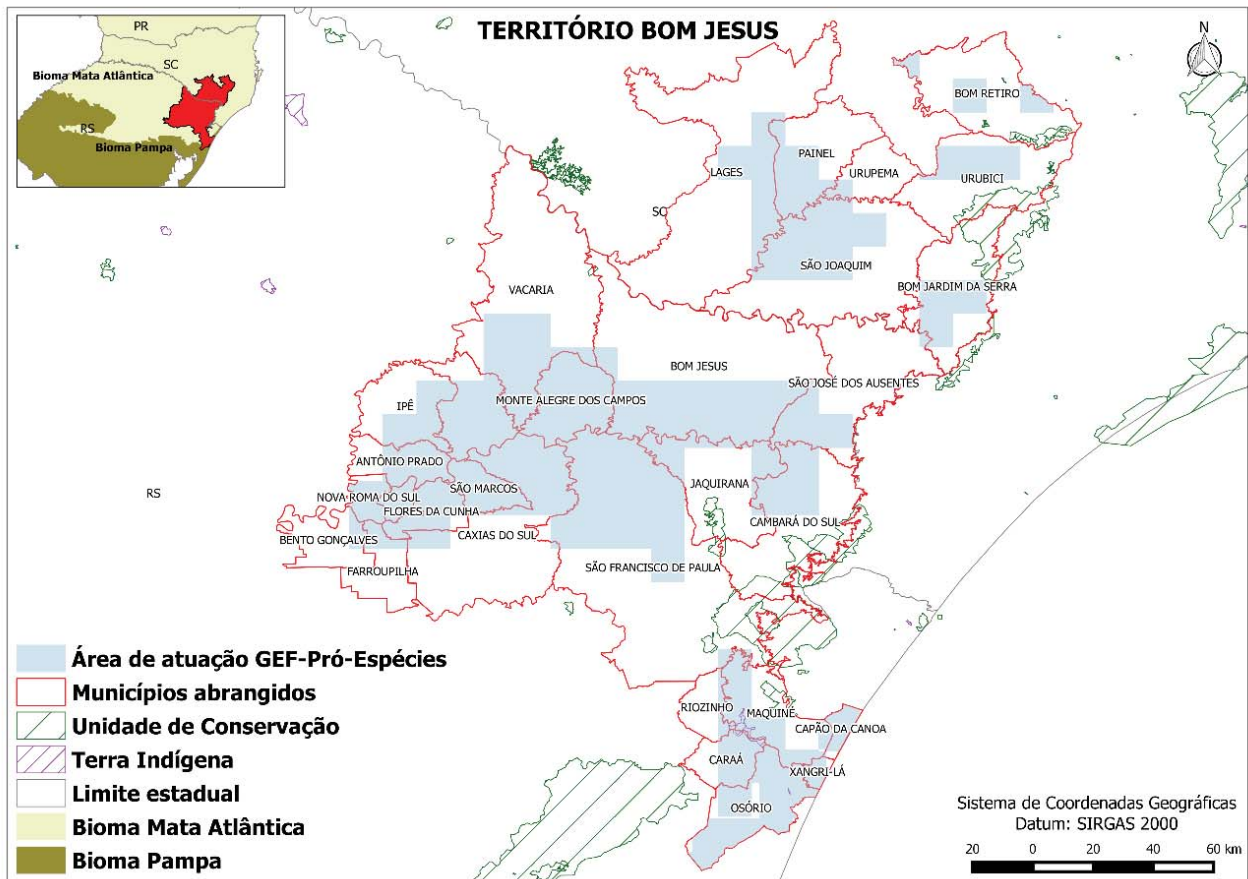 TERRITÓRIO BOM JESUS
PR
SC
Bioma Mata Atlântica
RS
Bioma Pampa
N
BOM RETIRO
PAINEL
LAGES
URUPEMA
URUBICI
SC
SÃO JOAQUIM
BOM JARDIM DA SERRA
VACARIA
BOM JESUS
SÃO JOSÉ DOS AUSENTES
IPÊ
MONTE ALEGRE DOS CAMPOS
ANTÔNIO PRADO
JAQUIRANA
RS
NOVA ROMA DO SUL
SÃO MARCOS
FLORES DA CUNHA
CAMBARÁ DO SUL
BENTO GONÇALVES
CAXIAS DO SUL
FARROUPILHA
SÃO FRANCISCO DE PAULA
RIOZINHO
MAQUINÉ
CAPÃO DA CANOA
CARAÁ
XANGRI-LÁ
OSÓRIO
Área de atuação GEF-Pró-Espécies
Municípios abrangidos
Unidade de Conservação
Terra Indígena
Limite estadual
Bioma Mata Atlântica
Bioma Pampa
Sistema de Coordenadas Geográficas
Datum: SIRGAS 2000
20 0 20 40 60 km